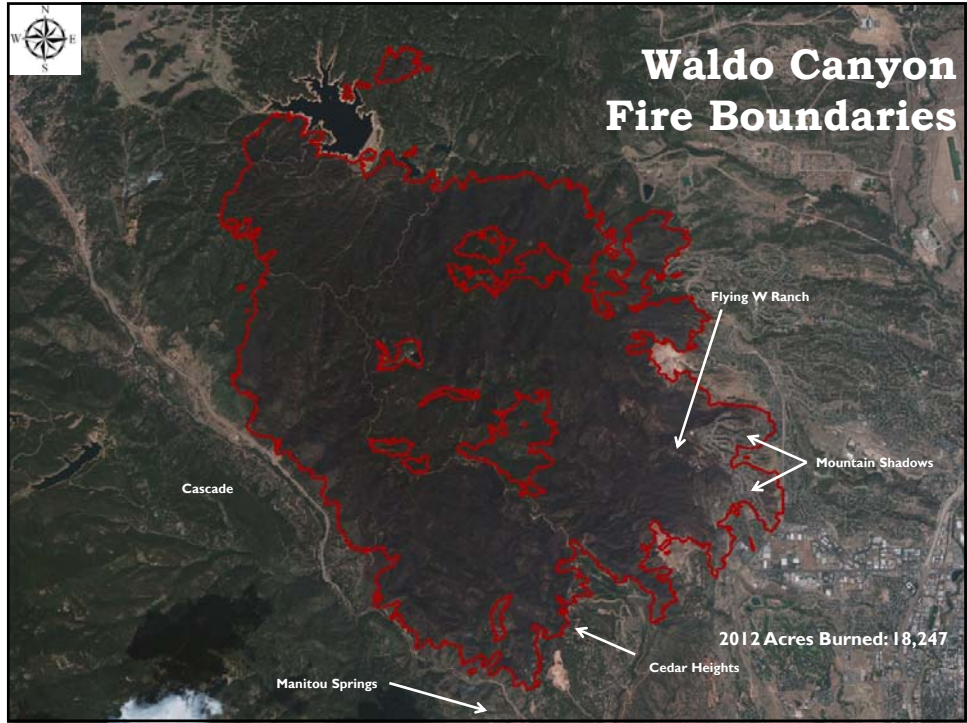 N
W E
S
Waldo Canyon
Fire Boundaries
Flying W Ranch
Mountain Shadows
Cascade
2012 Acres Burned: 18,247
Cedar Heights
Manitou Springs